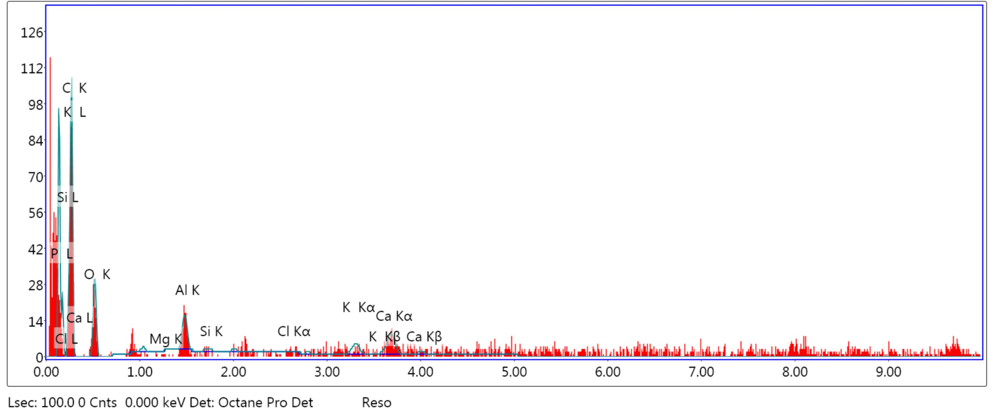 126
112
C K
98
K L
84
70
Si L
56
42
P L
O K
28
Al K
K Kα
Ca Kα
14
Ca L
Si K
Cl Kα
K Kβ
Ca Kβ
Cl L
Mg K
0
0.00 1.00 2.00 3.00 4.00 5.00 6.00 7.00 8.00 9.00
Lsec: 100.0 0 Cnts 0.000 keV Det: Octane Pro Det Reso